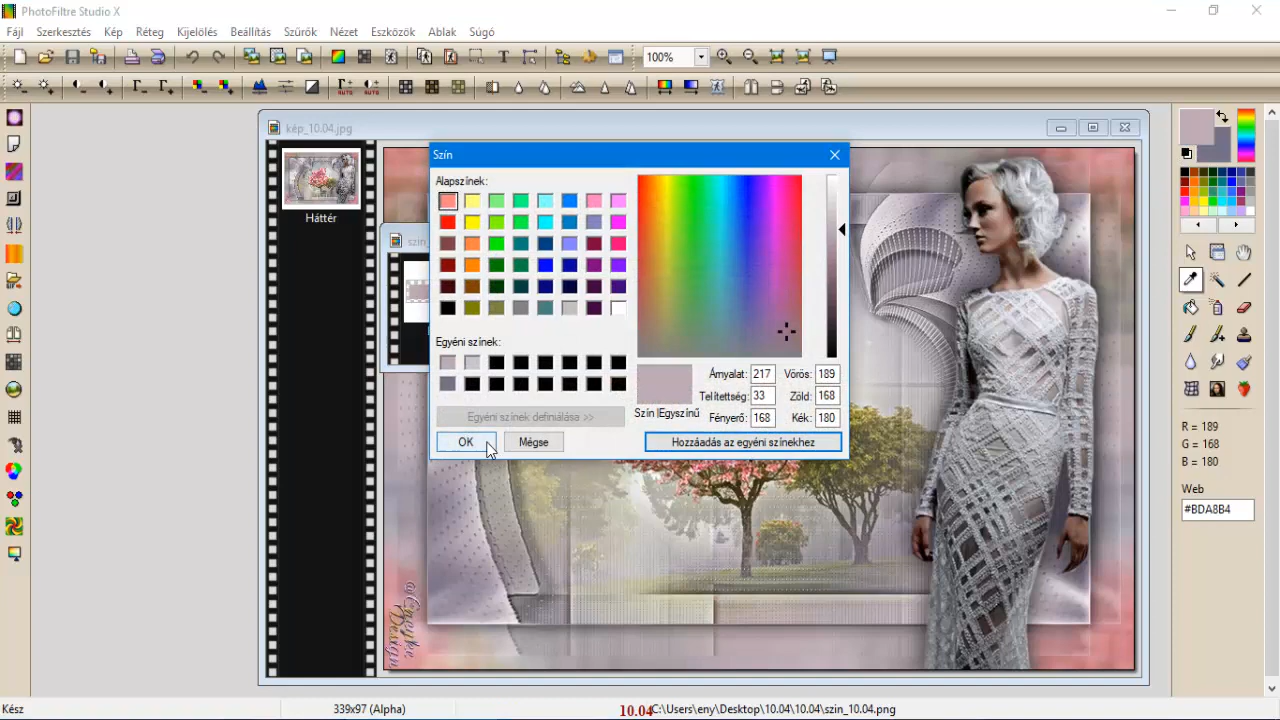 PhotoFiltre Studio X
Fájl Szerkesztés Kép Réteg Kijelölés Beállítás Szűrők Nézet Eszközök Ablak Súgó
100%
kép_10.04.jpg
Háttér
Szín
Alapszínek:
Egyéni színek:
Egyéni színek definiálása >>
OK
Mégse
Szín|Egyszínű
Árnyalat: 217
Telítettség: 33
Fényerő: 168
Vörös: 189
Zöld: 168
Kék: 180
Hozzáadás az egyéni színekhez
R = 189
G = 168
B = 180
Web
#BDA8B4
Design
Kész
339x97 (Alpha)
10.04
C:\Users\eny\Desktop\10.04\10.04\szin_10.04.png